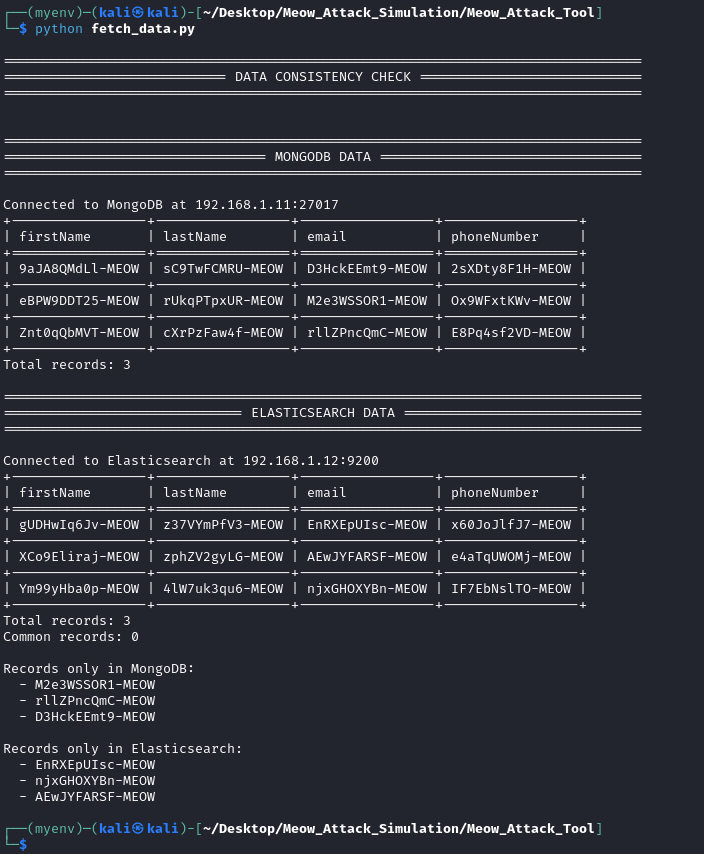 ┌──(myenv)─(kali㉿kali)-[~/Desktop/Meow_Attack_Simulation/Meow_Attack_Tool]
└─$ python fetch_data.py
================================================================================
============================ DATA CONSISTENCY CHECK ============================
================================================================================
================================================================================
================================= MONGODB DATA =================================
================================================================================
Connected to MongoDB at 192.168.1.11:27017
+-----------------+-----------------+-----------------+-----------------+
| firstName       | lastName        | email           | phoneNumber     |
+=================+=================+=================+=================+
| 9aJA8QMdLl-MEOW | sC9TwFCMRU-MEOW | D3HckEEmt9-MEOW | 2sXDty8F1H-MEOW |
+-----------------+-----------------+-----------------+-----------------+
| eBPW9DDT25-MEOW | rUkqPTpxUR-MEOW | M2e3WSSOR1-MEOW | Ox9WFxtKWv-MEOW |
+-----------------+-----------------+-----------------+-----------------+
| Znt0qQbMVT-MEOW | cXrPzFaw4f-MEOW | rllZPncQmC-MEOW | E8Pq4sf2VD-MEOW |
+-----------------+-----------------+-----------------+-----------------+
Total records: 3
================================================================================
============================== ELASTICSEARCH DATA ==============================
================================================================================
Connected to Elasticsearch at 192.168.1.12:9200
+-----------------+-----------------+-----------------+-----------------+
| firstName       | lastName        | email           | phoneNumber     |
+=================+=================+=================+=================+
| gUDHwIq6Jv-MEOW | z37VYmPfV3-MEOW | EnRXEpUIsc-MEOW | x60JoJlfJ7-MEOW |
+-----------------+-----------------+-----------------+-----------------+
| XCo9Eliraj-MEOW | zphZV2gyLG-MEOW | AEwJYFARSF-MEOW | e4aTqUWOMj-MEOW |
+-----------------+-----------------+-----------------+-----------------+
| Ym99yHba0p-MEOW | 4lW7uk3qu6-MEOW | njxGHOXYBn-MEOW | IF7EbNslTO-MEOW |
+-----------------+-----------------+-----------------+-----------------+
Total records: 3
Common records: 0
Records only in MongoDB:
  - M2e3WSSOR1-MEOW
  - rllZPncQmC-MEOW
  - D3HckEEmt9-MEOW
Records only in Elasticsearch:
  - EnRXEpUIsc-MEOW
  - njxGHOXYBn-MEOW
  - AEwJYFARSF-MEOW
┌──(myenv)─(kali㉿kali)-[~/Desktop/Meow_Attack_Simulation/Meow_Attack_Tool]
└─$